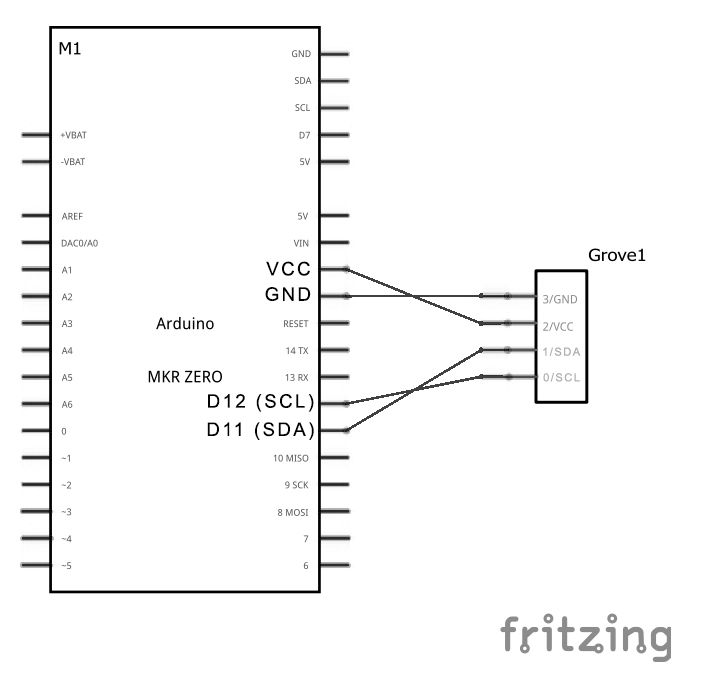 M1
GND
SDA
SCL
+VBAT
D7
-VBAT
5V
AREF
5V
DAC0/A0
VIN
A1
VCC
A2
GND
A3
Arduino
RESET
A4
14 TX
A5
MKR ZERO
13 RX
A6
D12 (SCL)
0
D11 (SDA)
~1
10 MISO
~2
9 SCK
~3
8 MOSI
~4
7
~5
6
Grove1
3/GND
2/VCC
1/SDA
0/SCL
fritzing